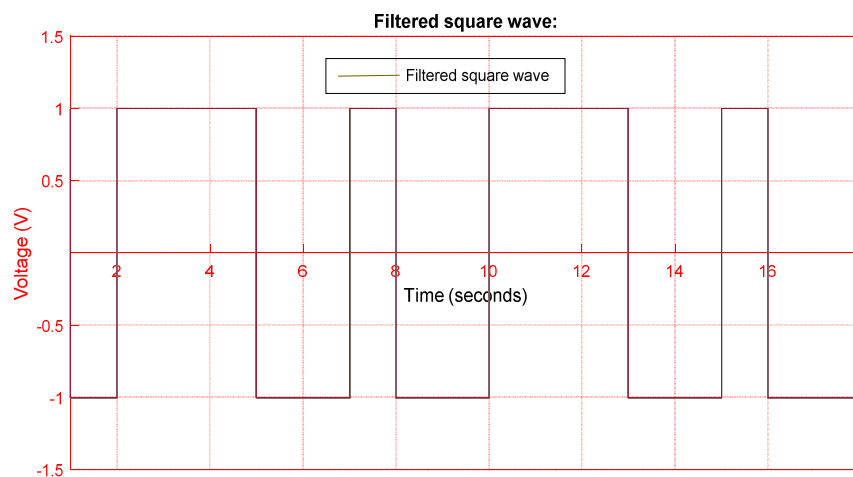 Filtered square wave:
1.5
Filtered square wave
1
0.5
Voltage (V)
2 4 6 8 10 12 14 16
Time (seconds)
-0.5
-1
-1.5